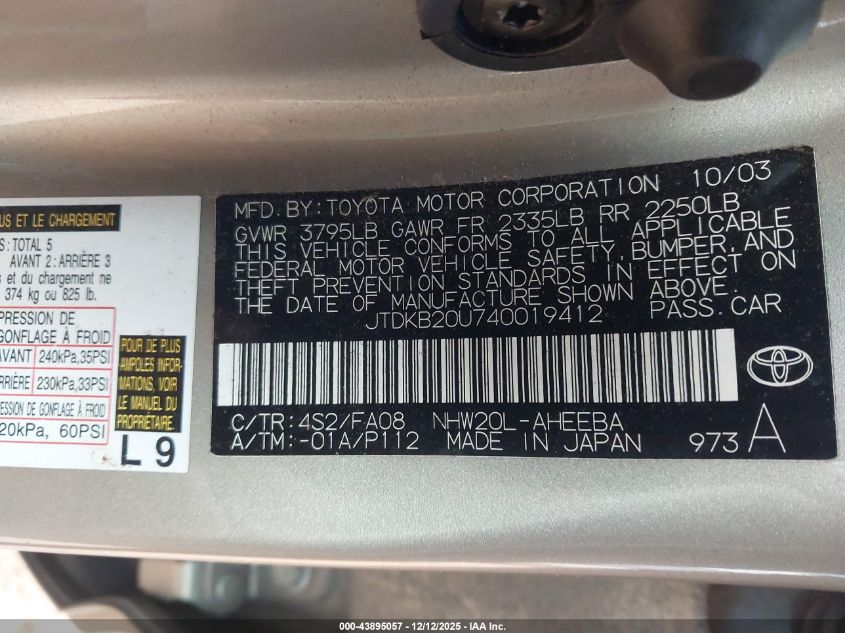 US ET LE CHARGEMENT
S: TOTAL 5
AVANT 2: ARRIÈRE 3
s et du chargement ne
374 kg ou 825 lb.
PRESSION DE
GONFLAGE À FROID
AVANT 240kPa,35PSI
ARRIÈRE 230kPa,33PSI
PRESSION DE GONFLAGE À FROID
20kPa, 60PSI
POUR DE PLUS
AMPLES INFOR-
MATIONS, VOIR
LE MANUEL DU
PROPRIÉTAIRE.
L 9
MFD. BY: TOYOTA MOTOR CORPORATION 10/03
GVWR 3795LB GAWR FR 2335LB RR 2250LB
THIS VEHICLE CONFORMS TO ALL APPLICABLE
FEDERAL MOTOR VEHICLE SAFETY, BUMPER, AND
THEFT PREVENTION STANDARDS IN EFFECT ON
THE DATE OF MANUFACTURE SHOWN ABOVE.
JTDKB20U740019412 PASS. CAR
C/TR: 4S2/FA08 NHW20L-AHEEBA
A/TM: -01A/P112 MADE IN JAPAN 973 A
000-43895057 - 12/12/2025 - IAA Inc.